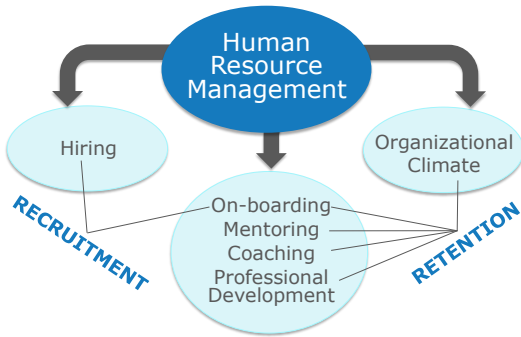 Human
Resource
Management
Hiring
Organizational
Climate
On-boarding
Mentoring
Coaching
Professional
Development
RECRUITMENT
RETENTION